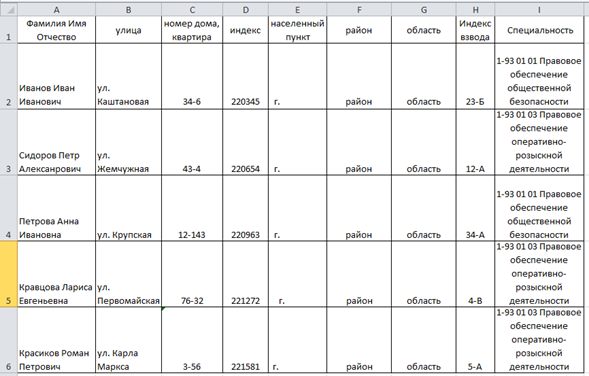 A B C D E F G H I
1 Фамилия Имя Отчество улица номер дома, квартира индекс населенный пункт район область Индекс взвода Специальность
2 Иванов Иван Иванович ул. Каштановая 34-6 220345 г. район область 23-Б 1-93 01 01 Правовое обеспечение общественной безопасности
3 Сидоров Петр Алексанрович ул. Жемчужная 43-4 220654 г. район область 12-А 1-93 01 03 Правовое обеспечение оперативно-розыскной деятельности
4 Петрова Анна Ивановна ул. Крупская 12-143 220963 г. район область 34-А 1-93 01 01 Правовое обеспечение общественной безопасности
5 Кравцова Лариса Евгеньевна ул. Первомайская 76-32 221272 г. район область 4-В 1-93 01 03 Правовое обеспечение оперативно-розыскной деятельности
6 Красиков Роман Петрович ул. Карла Маркса 3-56 221581 г. район область 5-А 1-93 01 03 Правовое обеспечение оперативно-розыскной деятельности